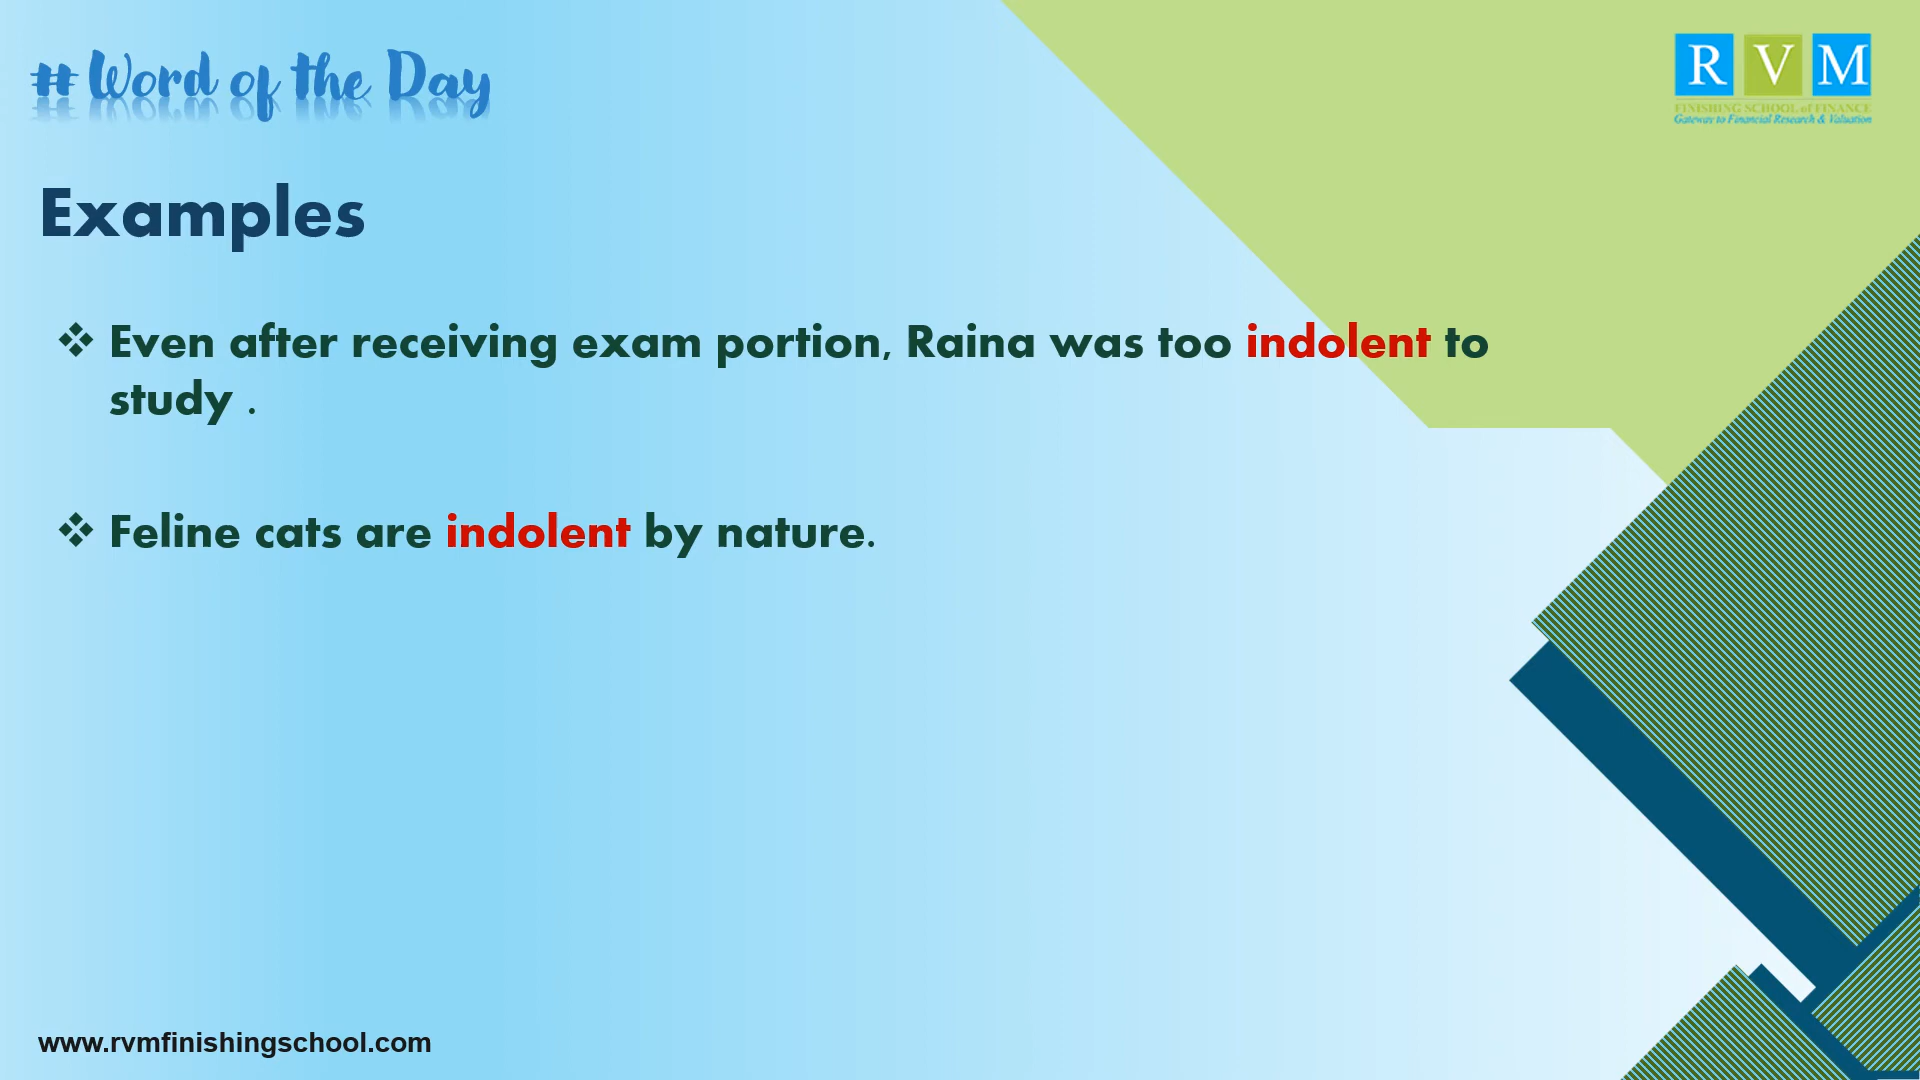 # Word of the Day
R V M
FINISHING SCHOOL of FINANCE
Gateway to Financial Research & Valuation
Examples
❖ Even after receiving exam portion, Raina was too indolent to
study .
❖ Feline cats are indolent by nature.
www.rvmfinishingschool.com